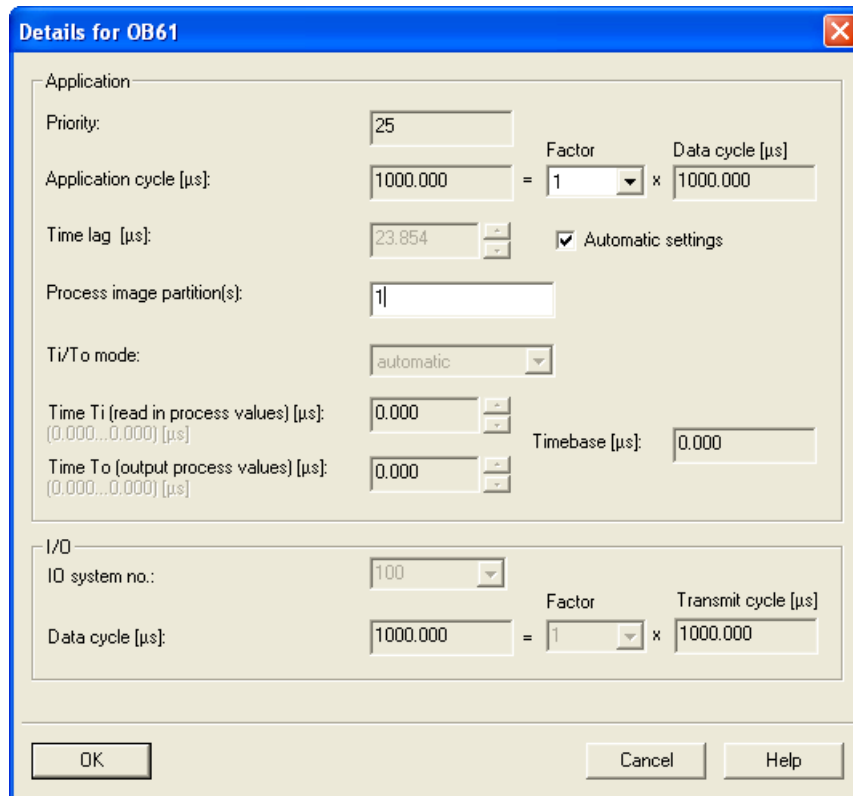 Details for OB61
Application
Priority:
25
Factor
Data cycle [µs]
Application cycle [µs]:
1000.000
=
1
x
1000.000
Time lag [µs]:
23.854
Automatic settings
Process image partition(s):
1
Ti/To mode:
automatic
Time Ti (read in process values) [µs]:
0.000
(0.000...0.000) [µs]
Timebase [µs]:
0.000
Time To (output process values) [µs]:
0.000
(0.000...0.000) [µs]
I/O
IO system no.:
100
Factor
Transmit cycle [µs]
Data cycle [µs]:
1000.000
=
1
x
1000.000
OK
Cancel
Help